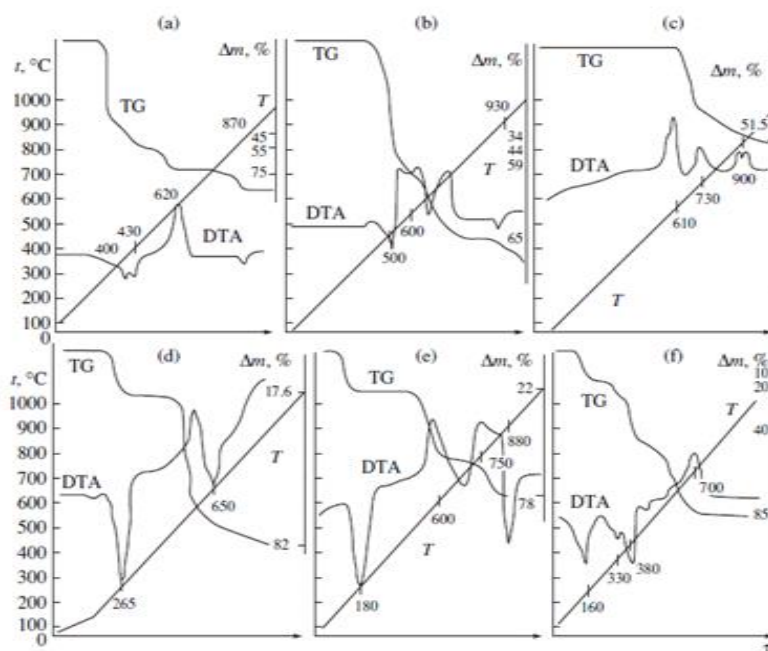 (a)
(b)
(c)
t, °C
1000
900
800
700
600
500
400
300
200
100
0
TG
Δm, %
T
870
45
55
75
620
430
400
DTA
TG
Δm, %
930
34
44
59
T
DTA
600
500
65
TG
Δm, %
51.5
DTA
900
730
610
T
(d)
(e)
(f)
t, °C
1000
900
800
700
600
500
400
300
200
100
0
TG
Δm, %
17.6
T
DTA
650
82
265
TG
Δm, %
22
880
750
DTA
78
600
T
180
Δm, %
10
20
TG
T
40
DTA
700
85
380
330
160